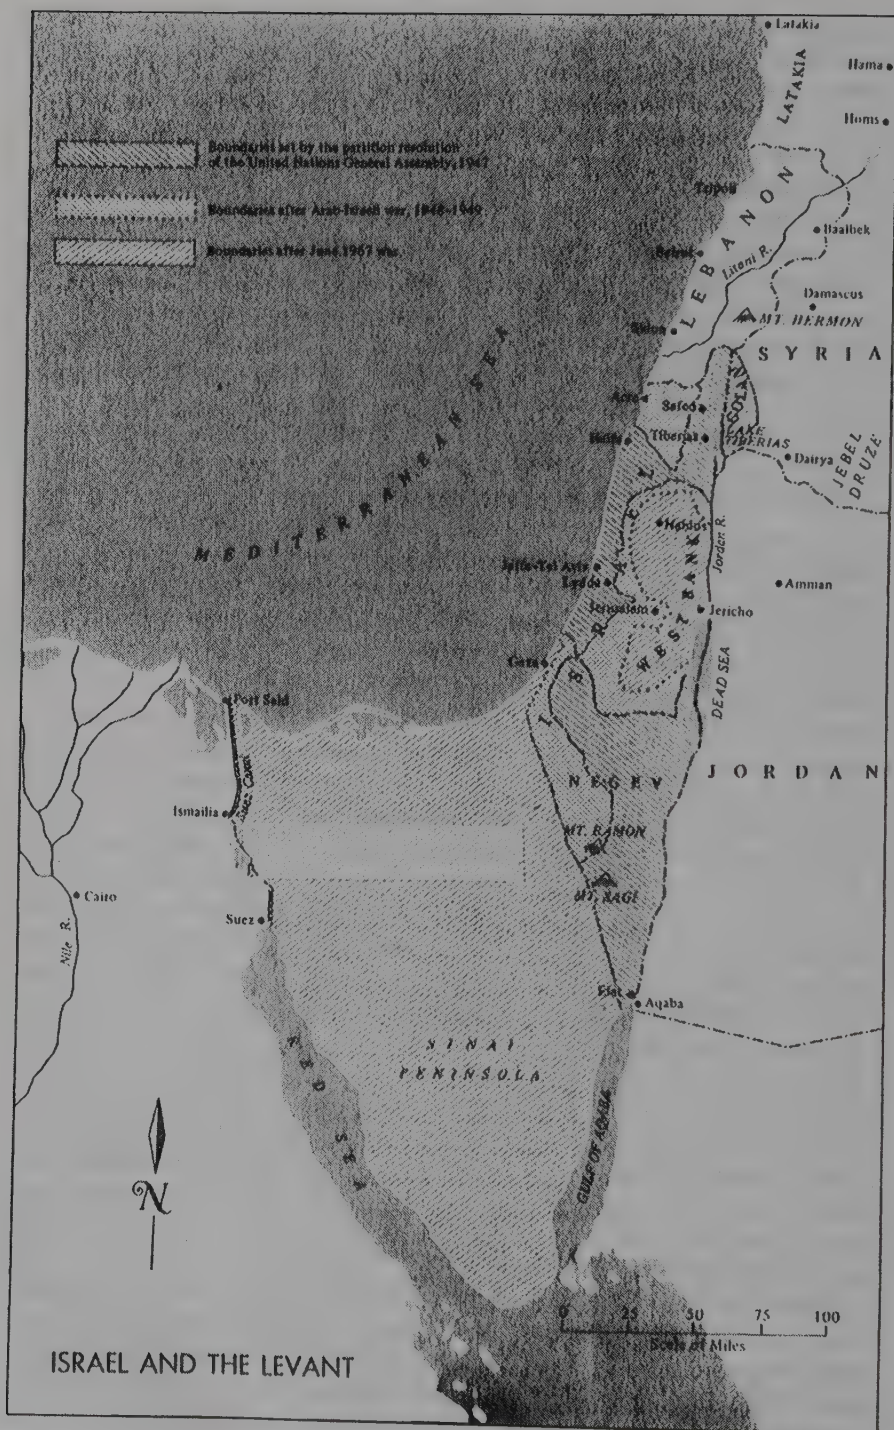 Latakia
LATAKIA
Hama
Homs
Boundaries set by the partition resolution
of the United Nations General Assembly, 1947
Boundaries after Arab-Israeli war, 1948-1949
Boundaries after June 1967 war
Tripoli
LEBANON
Baalbek
Beirut
Litani R.
Damascus
MT. HERMON
Sidon
SYRIA
GOLAN
Acre
Safed
Haifa
Tiberias
LAKE
TIBERIAS
Dairya
JEBEL
DRUZE
MEDITERRANEAN SEA
ISRAEL
Nablus
WEST BANK
Jordan R.
Jaffa-Tel Aviv
Lydda
Amman
Jerusalem
Jericho
Gaza
DEAD SEA
Port Said
Suez Canal
NEGEV
JORDAN
Ismailia
MT. RAMON
MT. SAGI
Cairo
Nile R.
Suez
Elat
Aqaba
SINAI
PENINSULA
RED SEA
GULF OF AQABA
N
0 25 50 75 100
Scale of Miles
ISRAEL AND THE LEVANT